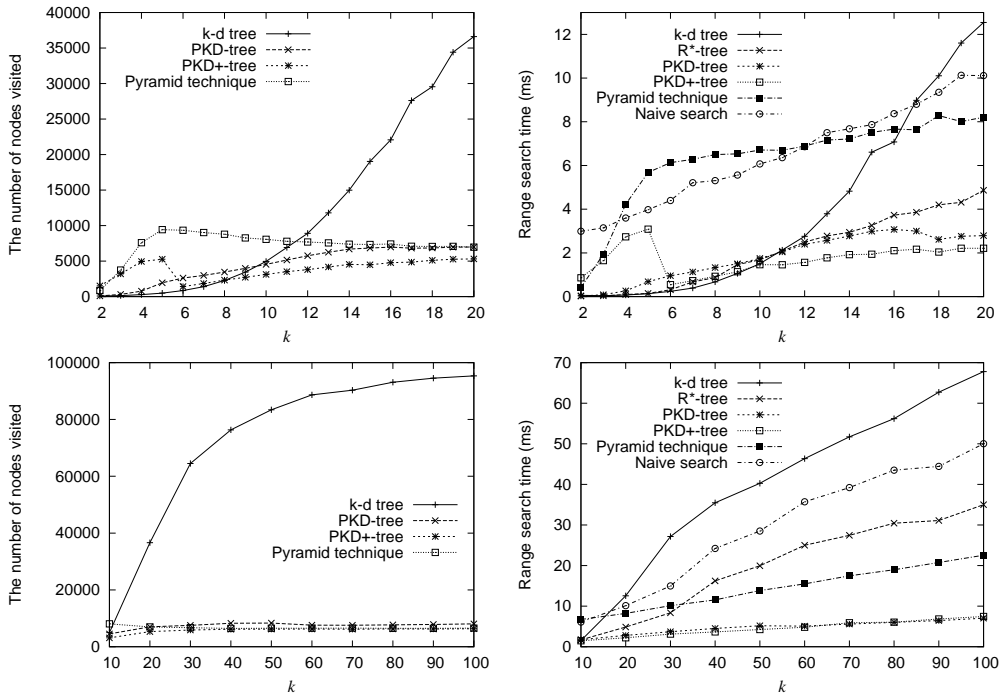 The number of nodes visited
40000
35000
30000
25000
20000
15000
10000
5000
0
2 4 6 8 10 12 14 16 18 20
k
k-d tree
PKD-tree
PKD+-tree
Pyramid technique
Range search time (ms)
12
10
8
6
4
2
0
2 4 6 8 10 12 14 16 18 20
k
k-d tree
R*-tree
PKD-tree
PKD+-tree
Pyramid technique
Naive search
The number of nodes visited
100000
80000
60000
40000
20000
0
10 20 30 40 50 60 70 80 90 100
k
k-d tree
PKD-tree
PKD+-tree
Pyramid technique
Range search time (ms)
70
60
50
40
30
20
10
0
10 20 30 40 50 60 70 80 90 100
k
k-d tree
R*-tree
PKD-tree
PKD+-tree
Pyramid technique
Naive search